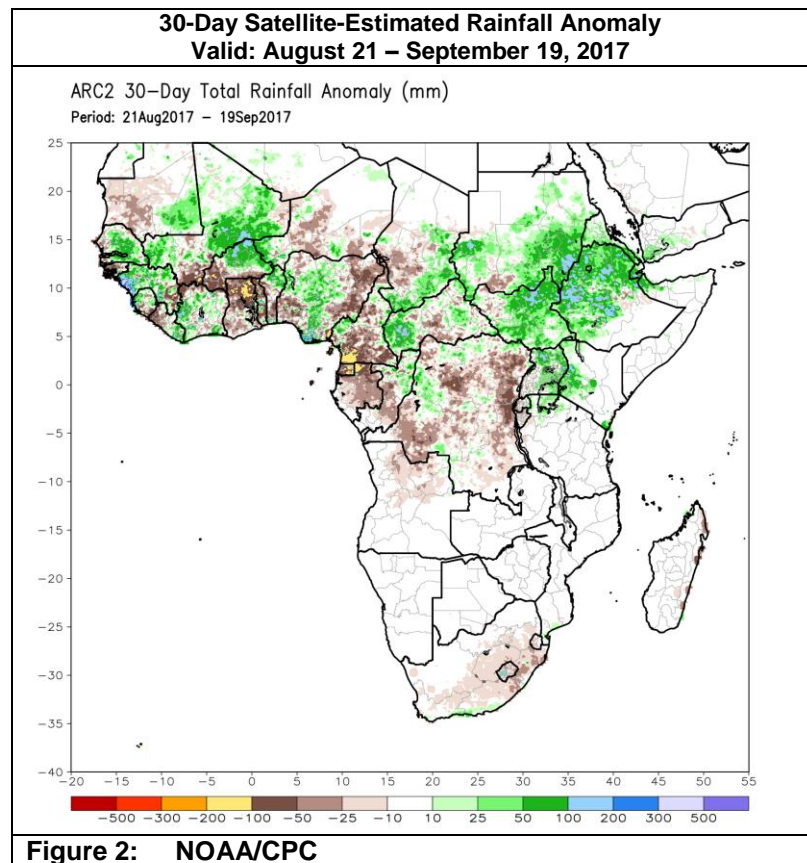 30-Day Satellite-Estimated Rainfall Anomaly
Valid: August 21 – September 19, 2017
ARC2 30-Day Total Rainfall Anomaly (mm)
Period: 21Aug2017 – 19Sep2017
25
20
15
10
5
0
-5
-10
-15
-20
-25
-30
-35
-40
-20 -15 -10 -5 0 5 10 15 20 25 30 35 40 45 50 55
-500 -300 -200 -100 -50 -25 -10 10 25 50 100 200 300 500
Figure 2: NOAA/CPC